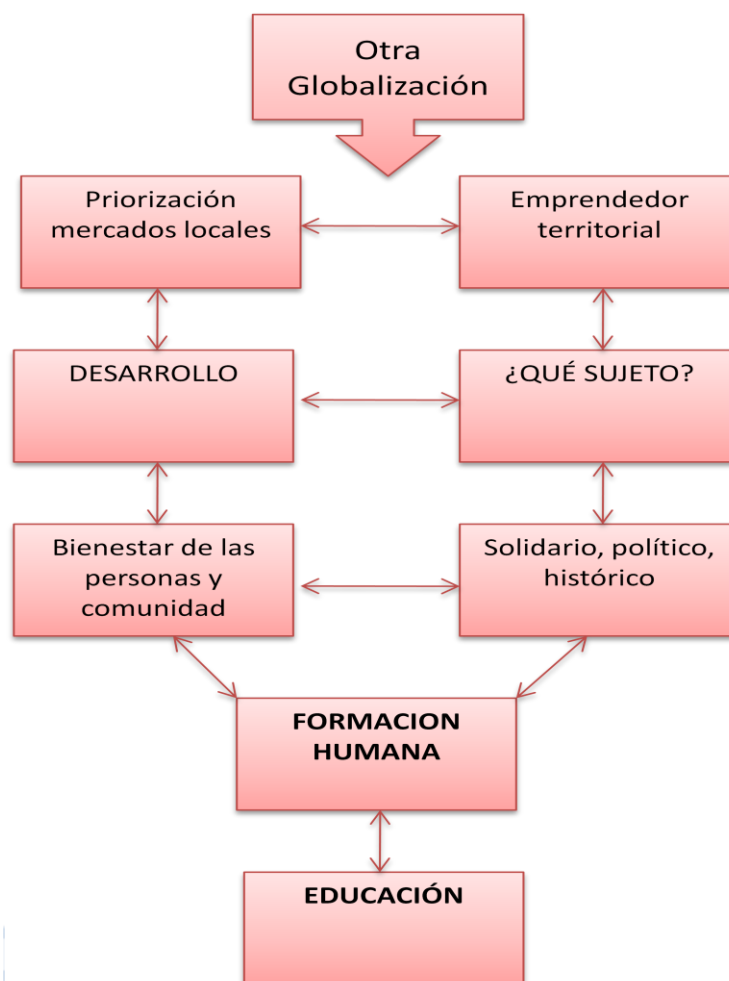 Otra
Globalización
Priorización
mercados locales
Emprendedor
territorial
DESARROLLO
¿QUÉ SUJETO?
Bienestar de las
personas y
comunidad
Solidario, político,
histórico
FORMACION
HUMANA
EDUCACIÓN